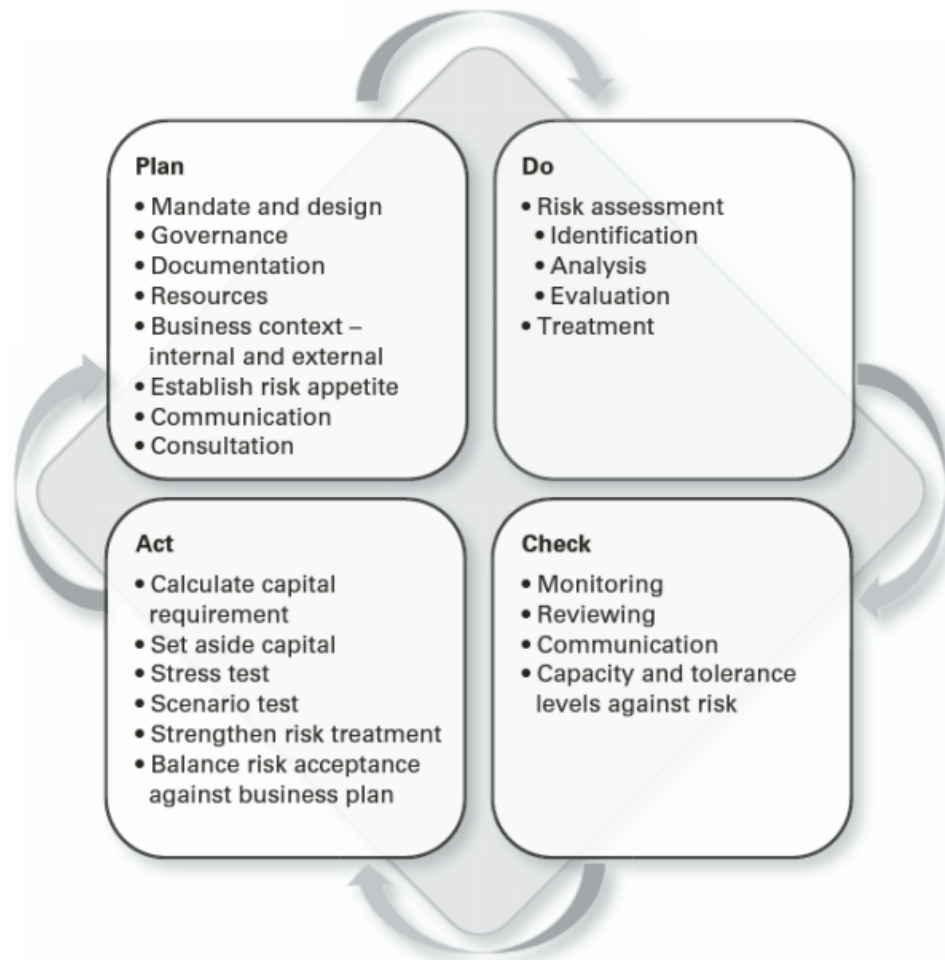 Plan
• Mandate and design
• Governance
• Documentation
• Resources
• Business context –
internal and external
• Establish risk appetite
• Communication
• Consultation
Do
• Risk assessment
• Identification
• Analysis
• Evaluation
• Treatment
Act
• Calculate capital
requirement
• Set aside capital
• Stress test
• Scenario test
• Strengthen risk treatment
• Balance risk acceptance
against business plan
Check
• Monitoring
• Reviewing
• Communication
• Capacity and tolerance
levels against risk